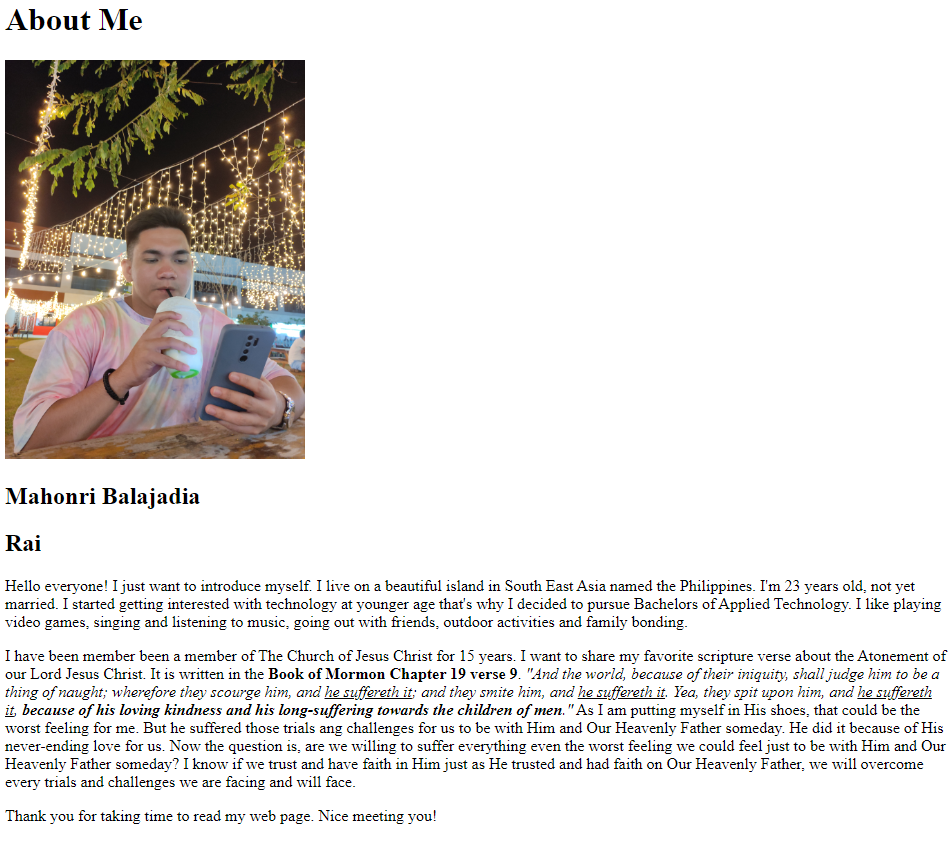 About Me
Mahonri Balajadia
Rai
Hello everyone! I just want to introduce myself. I live on a beautiful island in South East Asia named the Philippines. I'm 23 years old, not yet
married. I started getting interested with technology at younger age that's why I decided to pursue Bachelors of Applied Technology. I like playing
video games, singing and listening to music, going out with friends, outdoor activities and family bonding.
I have been member been a member of The Church of Jesus Christ for 15 years. I want to share my favorite scripture verse about the Atonement of
our Lord Jesus Christ. It is written in the Book of Mormon Chapter 19 verse 9. "And the world, because of their iniquity, shall judge him to be a
thing of naught; wherefore they scourge him, and he suffereth it; and they smite him, and he suffereth it. Yea, they spit upon him, and he suffereth
it, because of his loving kindness and his long-suffering towards the children of men." As I am putting myself in His shoes, that could be the
worst feeling for me. But he suffered those trials ang challenges for us to be with Him and Our Heavenly Father someday. He did it because of His
never-ending love for us. Now the question is, are we willing to suffer everything even the worst feeling we could feel just to be with Him and Our
Heavenly Father someday? I know if we trust and have faith in Him just as He trusted and had faith on Our Heavenly Father, we will overcome
every trials and challenges we are facing and will face.
Thank you for taking time to read my web page. Nice meeting you!